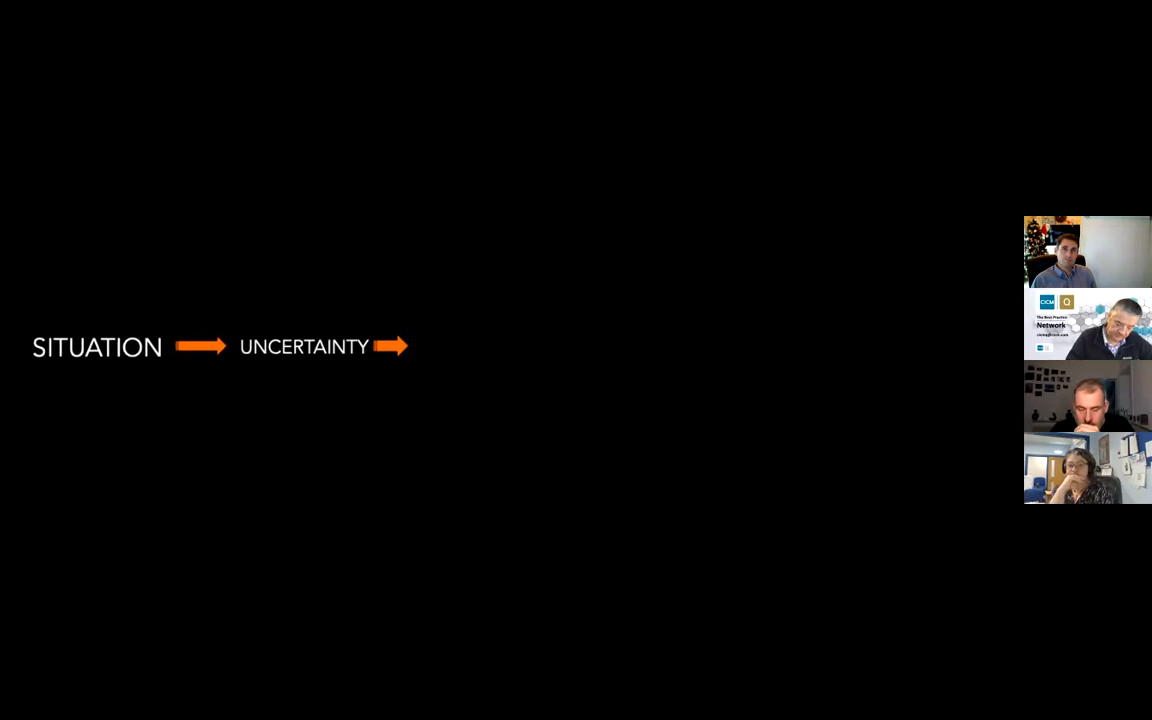 SITUATION UNCERTAINTY
CICM Q
The Best Practice
Network